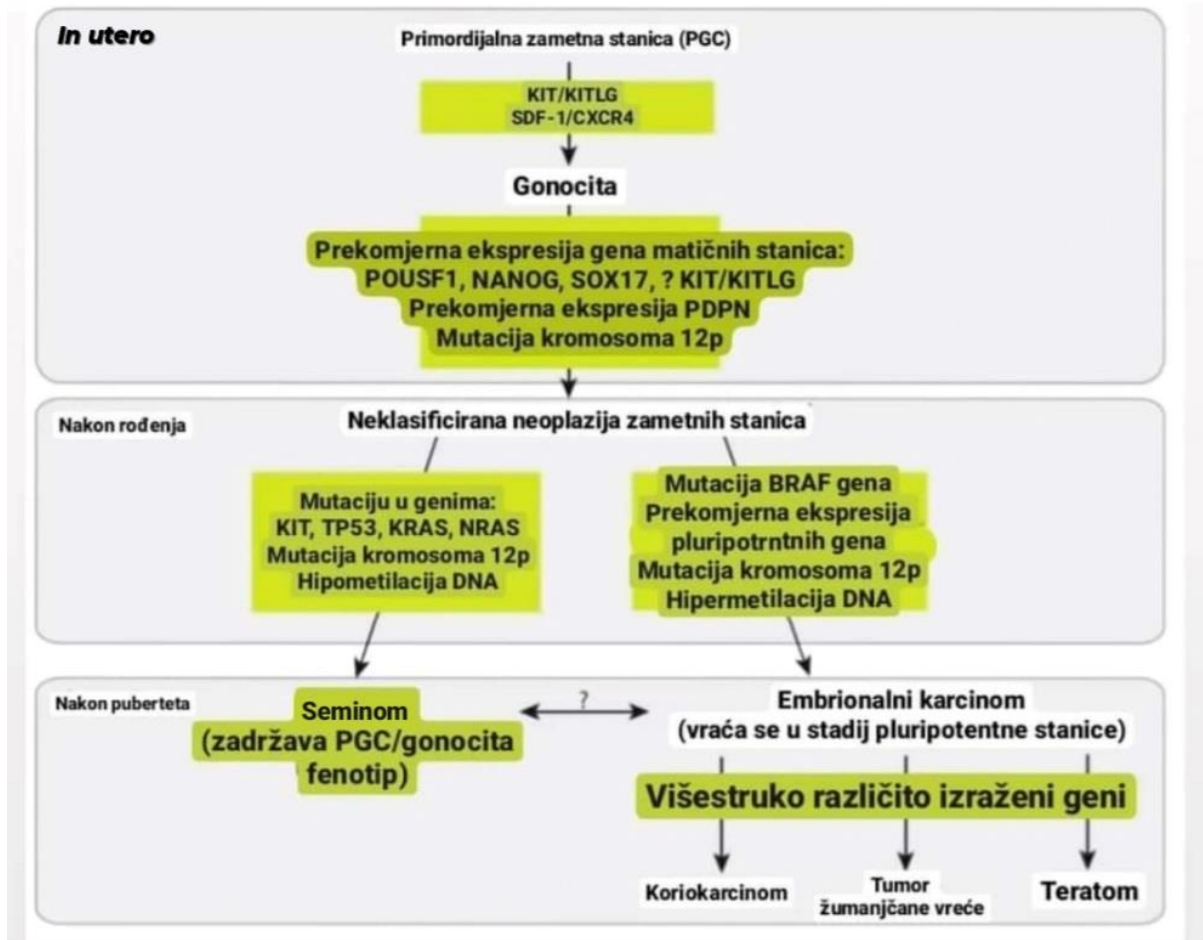 In utero
Primordijalna zametna stanica (PGC)
KIT/KITLG
SDF-1/CXCR4
Gonocita
Prekomjerna ekspresija gena matičnih stanica:
POUSF1, NANOG, SOX17, ? KIT/KITLG
Prekomjerna ekspresija PDPN
Mutacija kromosoma 12p
Nakon rođenja
Neklasificirana neoplazija zametnih stanica
Mutaciju u genima:
KIT, TP53, KRAS, NRAS
Mutacija kromosoma 12p
Hipometilacija DNA
Mutacija BRAF gena
Prekomjerna ekspresija
pluripotrntnih gena
Mutacija kromosoma 12p
Hipermetilacija DNA
Nakon puberteta
Seminom
(zadržava PGC/gonocita
fenotip)
?
Embrionalni karcinom
(vraća se u stadij pluripotentne stanice)
Višestruko različito izraženi geni
Koriokarcinom
Tumor
žumanjčane vreće
Teratom